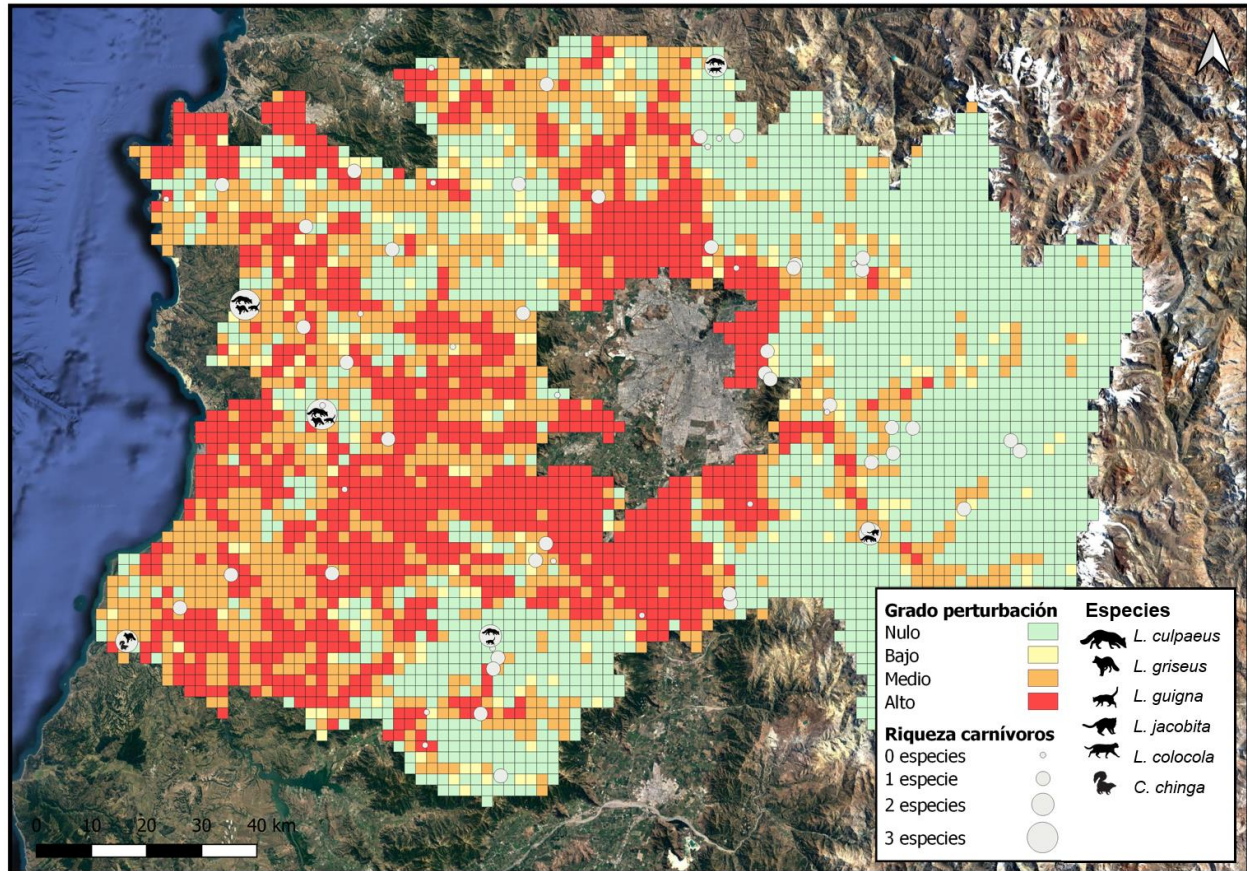 Grado perturbación
Nulo
Bajo
Medio
Alto
Riqueza carnívoros
0 especies
1 especie
2 especies
3 especies
Especies
L. culpaeus
L. griseus
L. guigna
L. jacobita
L. colocola
C. chinga
0 10 20 30 40 km